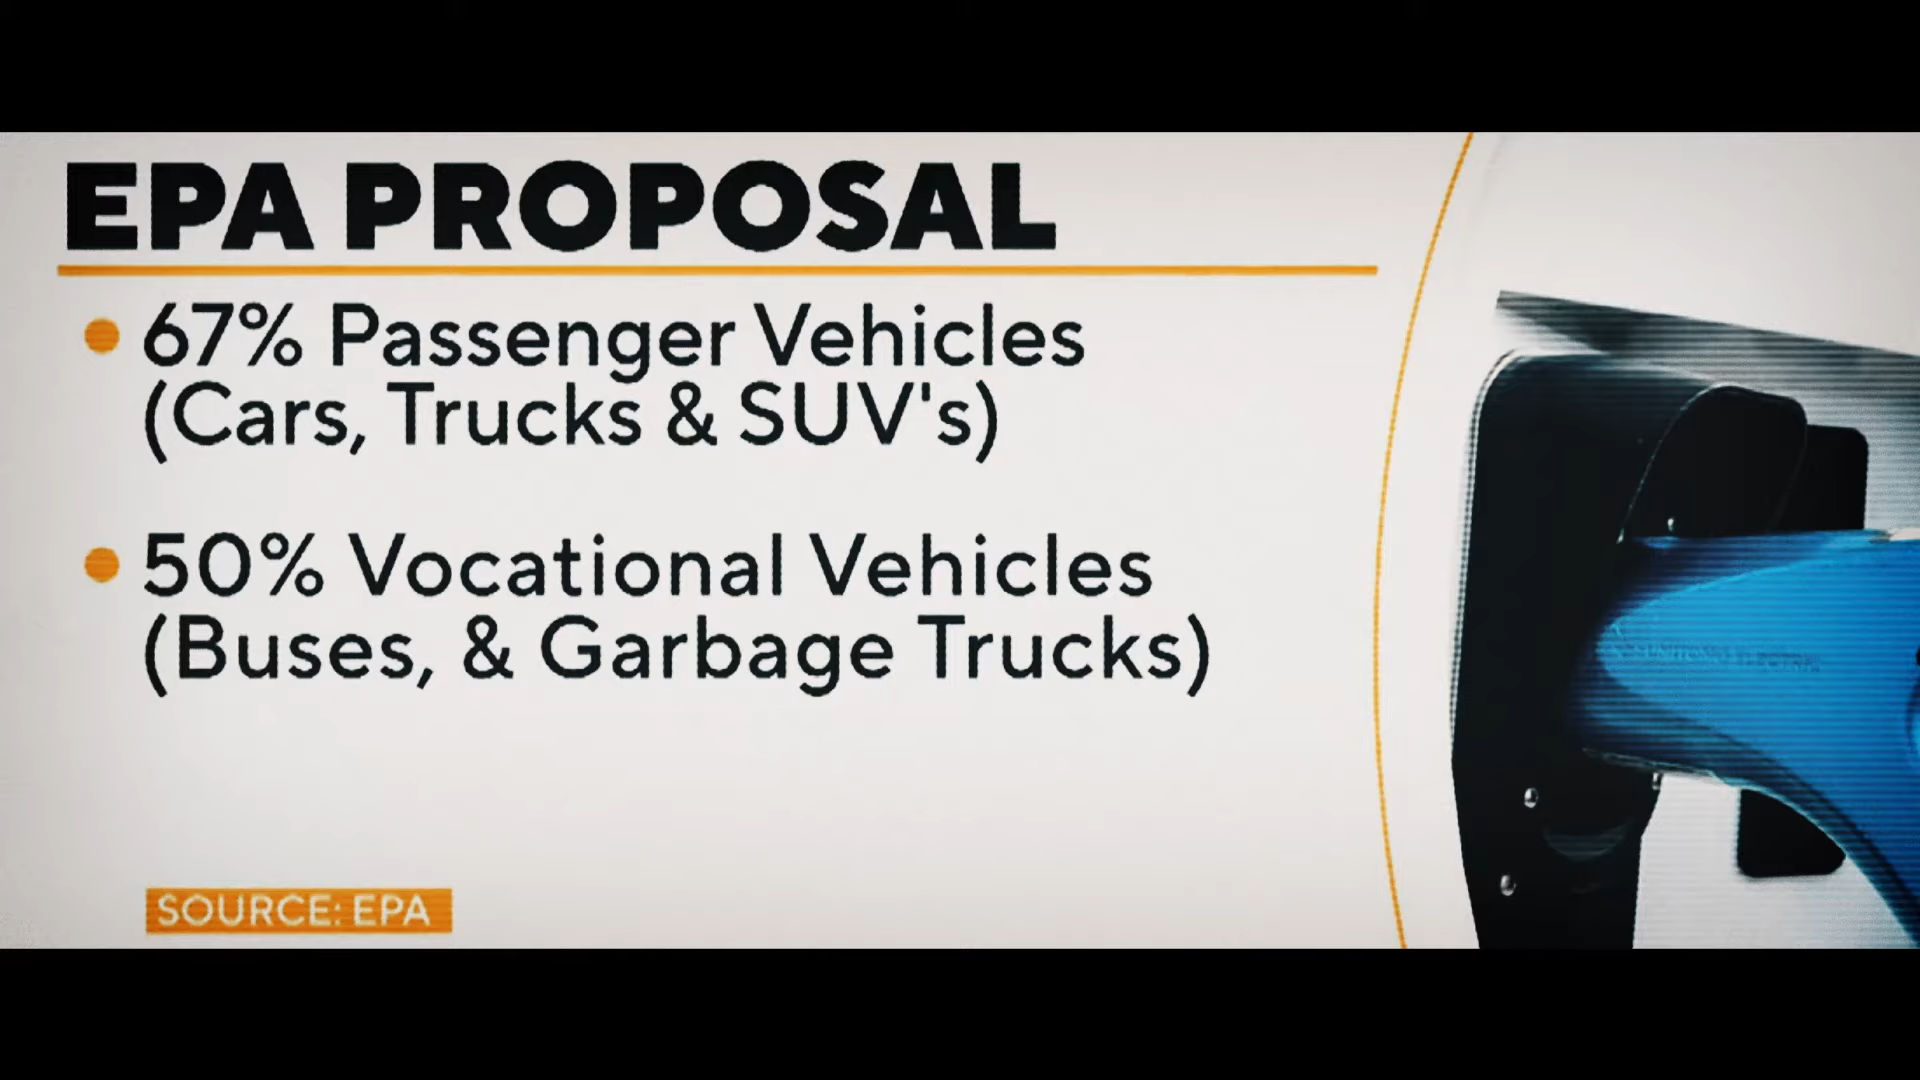 EPA PROPOSAL
67% Passenger Vehicles
(Cars, Trucks & SUV's)
50% Vocational Vehicles
(Buses, & Garbage Trucks)
SOURCE: EPA